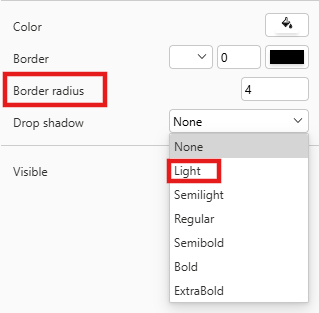 Color
Border
0
Border radius
4
Drop shadow
None
None
Visible
Light
Semilight
Regular
Semibold
Bold
ExtraBold